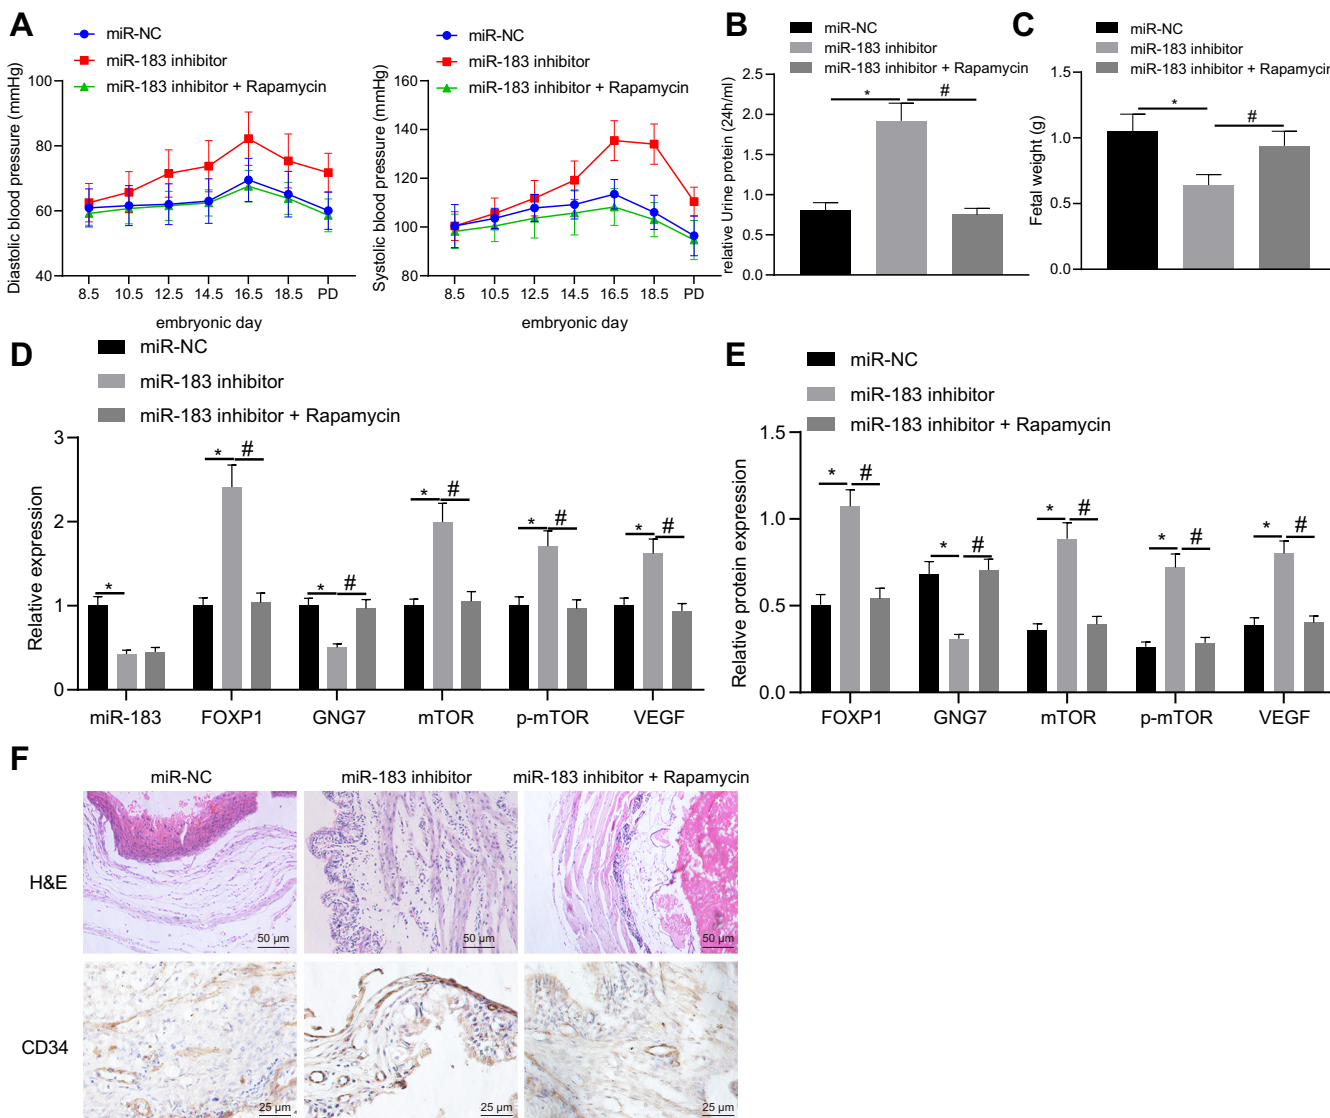 A
miR-NC
miR-183 inhibitor
miR-183 inhibitor + Rapamycin
Diastolic blood pressure (mmHg)
100
80
60
40
8.5 10.5 12.5 14.5 16.5 18.5 PD
embryonic day
miR-NC
miR-183 inhibitor
miR-183 inhibitor + Rapamycin
Systolic blood pressure (mmHg)
160
140
120
100
80
8.5 10.5 12.5 14.5 16.5 18.5 PD
embryonic day
B
miR-NC
miR-183 inhibitor
miR-183 inhibitor + Rapamycin
relative Urine protein (24h/ml)
2.5
2.0
1.5
1.0
0.5
0.0
* #
C
miR-NC
miR-183 inhibitor
miR-183 inhibitor + Rapamycin
Fetal weight (g)
1.5
1.0
0.5
0.0
* #
D
miR-NC
miR-183 inhibitor
miR-183 inhibitor + Rapamycin
Relative expression
3
2
1
0
* * # * # * # * # * #
miR-183 FOXP1 GNG7 mTOR p-mTOR VEGF
E
miR-NC
miR-183 inhibitor
miR-183 inhibitor + Rapamycin
Relative protein expression
1.5
1.0
0.5
0.0
* # * # * # * # * #
FOXP1 GNG7 mTOR p-mTOR VEGF
F
miR-NC miR-183 inhibitor miR-183 inhibitor + Rapamycin
H&E
50 µm 50 µm 50 µm
CD34
25 µm 25 µm 25 µm